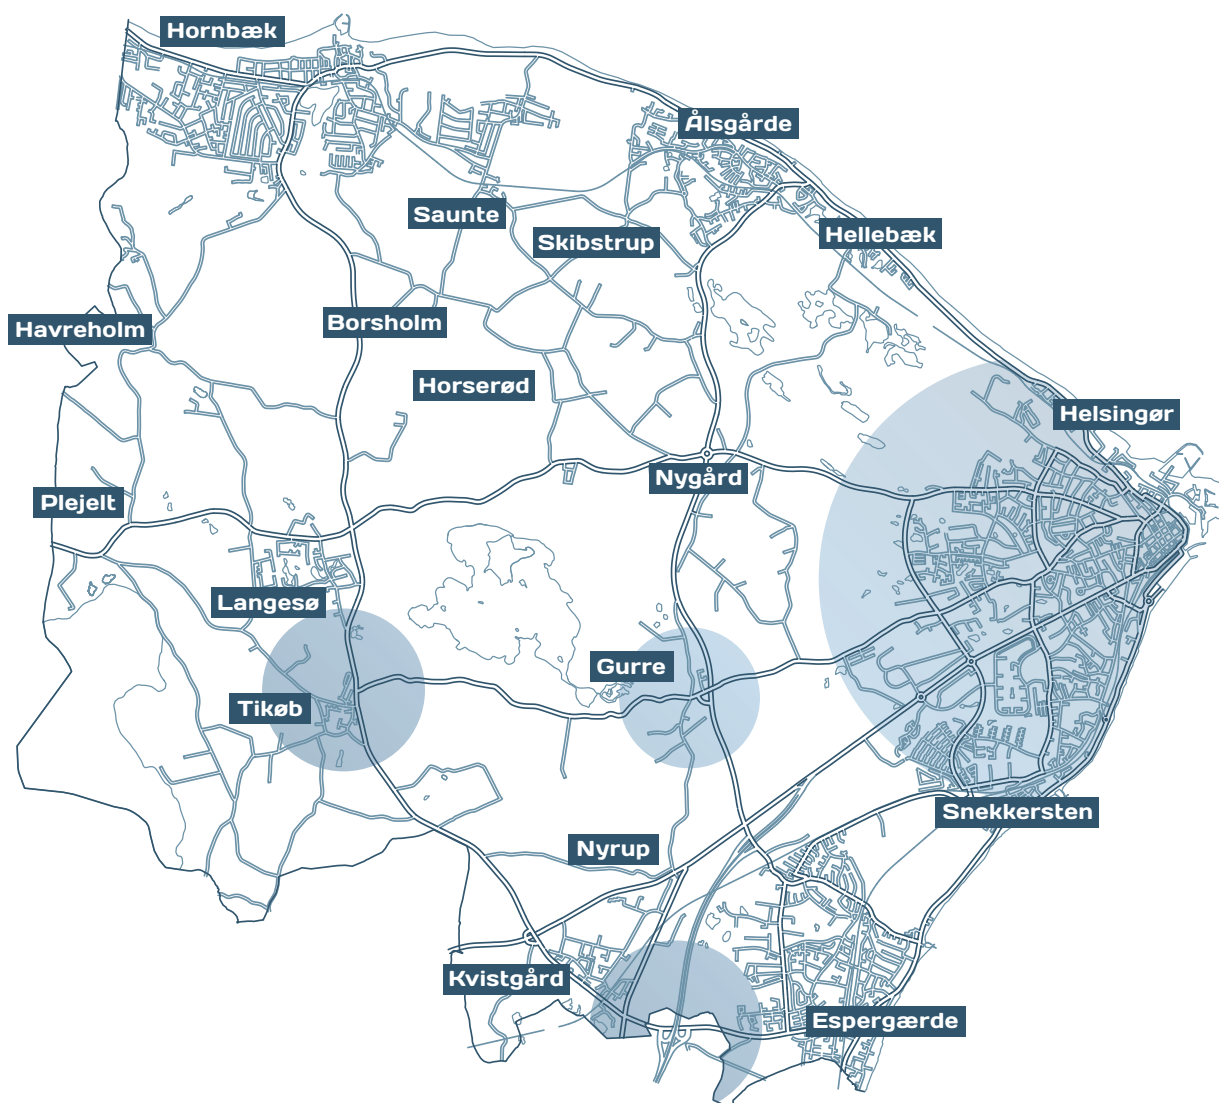 Hornbæk
Ålsgårde
Saunte
Skibstrup
Hellebæk
Havreholm
Borsholm
Horserød
Helsingør
Nygård
Plejelt
Langesø
Gurre
Tikøb
Snekkersten
Nyrup
Kvistgård
Espergærde